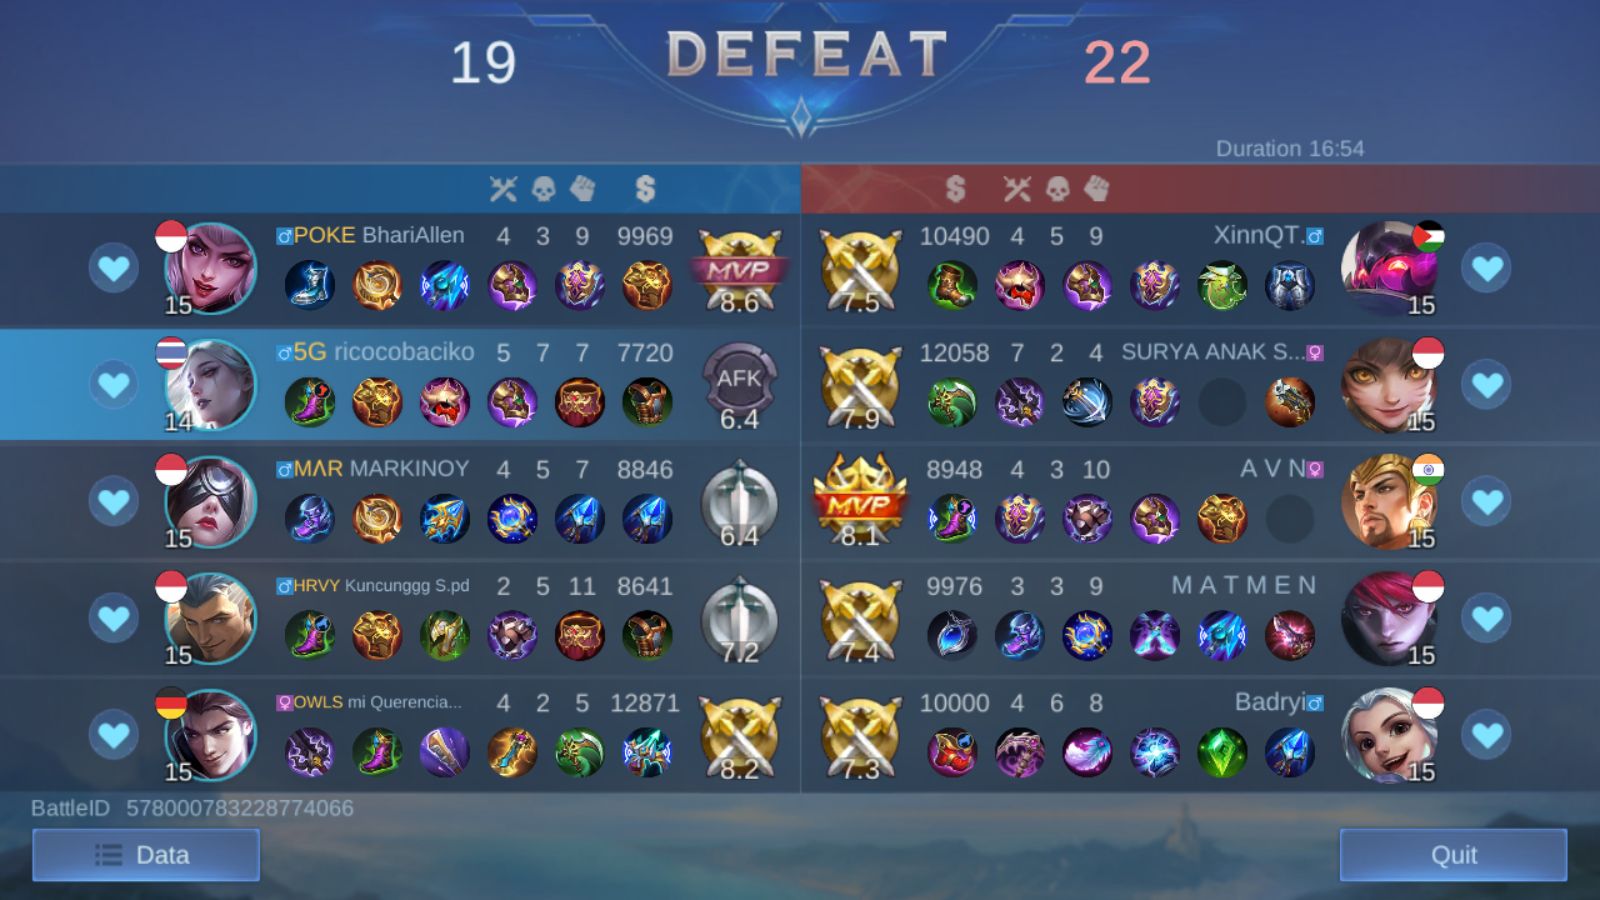 19 DEFEAT 22
Duration 16:54
POKE BhariAllen 4 3 9 9969 MVP 8.6 15
7.5 10490 4 5 9 XinnQT. 15
5G ricocobaciko 5 7 7 7720 AFK 6.4 14
7.9 12058 7 2 4 SURYA ANAK S... 15
MΛR MARKINOY 4 5 7 8846 6.4 15
MVP 8.1 8948 4 3 10 A V N 15
HRVY Kuncunggg S.pd 2 5 11 8641 7.2 15
7.4 9976 3 3 9 M A T M E N 15
OWLS mi Querencia... 4 2 5 12871 8.2 15
7.3 10000 4 6 8 Badryi 15
BattleID 578000783228774066
Data
Quit